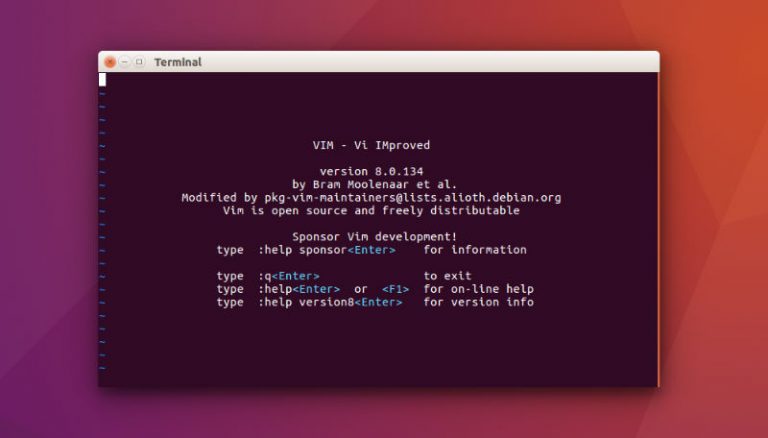 Terminal
~
~
~
~
~
VIM - Vi IMproved
~
~
version 8.0.134
~
by Bram Moolenaar et al.
~
Modified by pkg-vim-maintainers@lists.alioth.debian.org
~
Vim is open source and freely distributable
~
~
Sponsor Vim development!
~
type :help sponsor<Enter> for information
~
~
type :q<Enter> to exit
~
type :help<Enter> or <F1> for on-line help
~
type :help version8<Enter> for version info
~
~
~
~
~